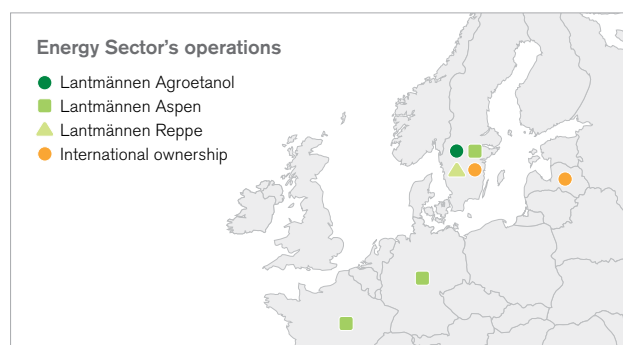 Energy Sector's operations
Lantmännen Agroetanol
Lantmännen Aspen
Lantmännen Reppe
International ownership